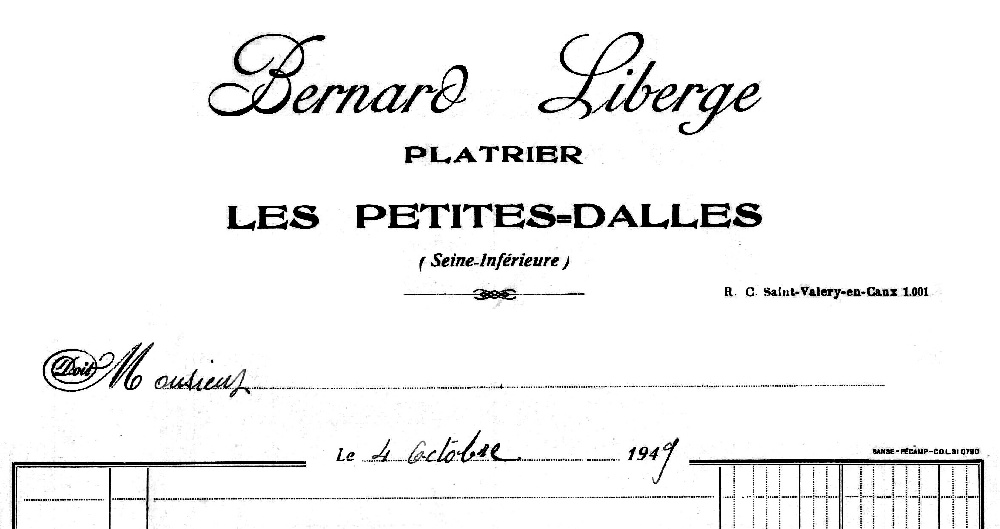 Bernard Liberge
PLATRIER
LES PETITES=DALLES
( Seine-Inférieure )
R. C. Saint-Valery-en-Caux 1.001
Doit Monsieur
Le 4 Octobre 1949